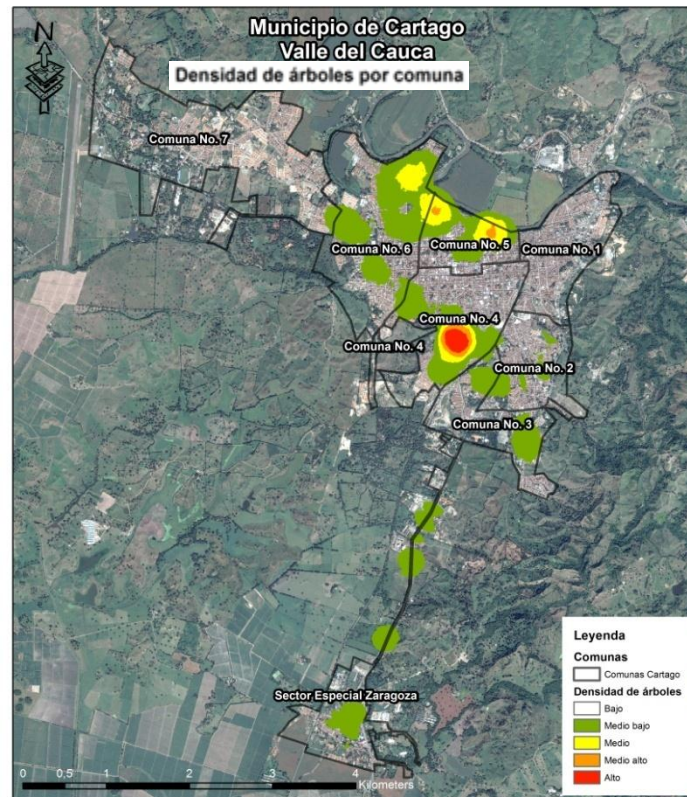 Municipio de Cartago
Valle del Cauca
Densidad de árboles por comuna
N
Comuna No. 7
Comuna No. 6
Comuna No. 5
Comuna No. 1
Comuna No. 4
Comuna No. 4
Comuna No. 2
Comuna No. 3
Sector Especial Zaragoza
0 0,5 1 2 3 4
Kilometers
Leyenda
Comunas
Comunas Cartago
Densidad de árboles
Bajo
Medio bajo
Medio
Medio alto
Alto